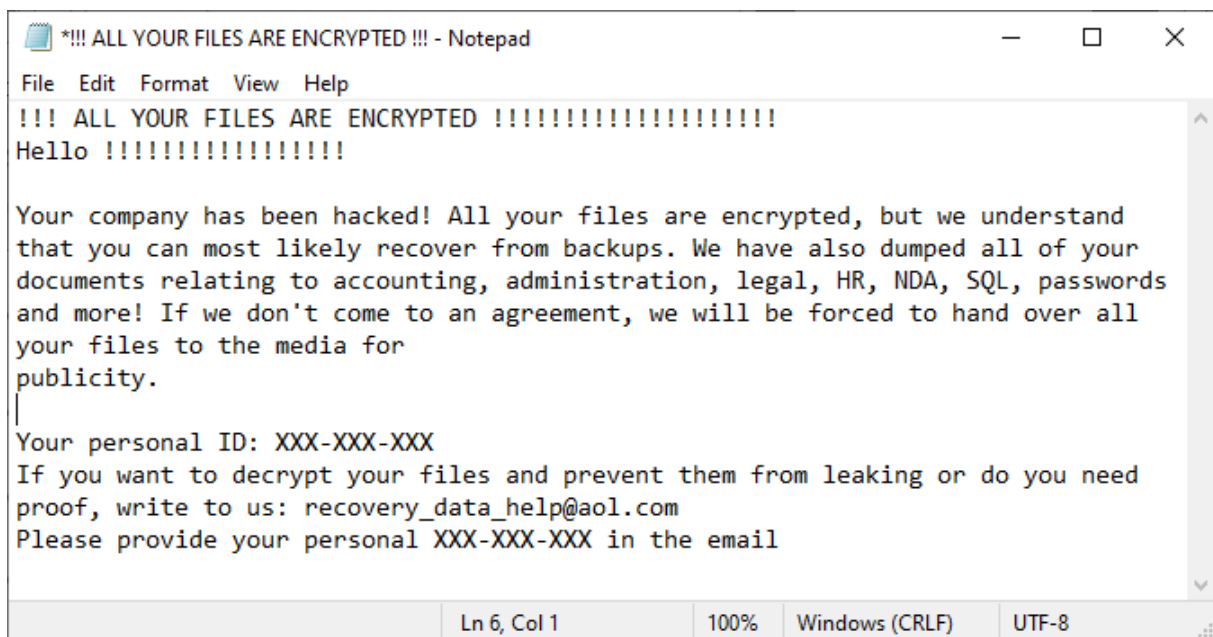 *!!! ALL YOUR FILES ARE ENCRYPTED !!! - Notepad
File Edit Format View Help
!!! ALL YOUR FILES ARE ENCRYPTED !!!!!!!!!!!!!!!!!!!!
Hello !!!!!!!!!!!!!!!!!
Your company has been hacked! All your files are encrypted, but we understand
that you can most likely recover from backups. We have also dumped all of your
documents relating to accounting, administration, legal, HR, NDA, SQL, passwords
and more! If we don't come to an agreement, we will be forced to hand over all
your files to the media for
publicity.
Your personal ID: XXX-XXX-XXX
If you want to decrypt your files and prevent them from leaking or do you need
proof, write to us: recovery_data_help@aol.com
Please provide your personal XXX-XXX-XXX in the email
Ln 6, Col 1 100% Windows (CRLF) UTF-8